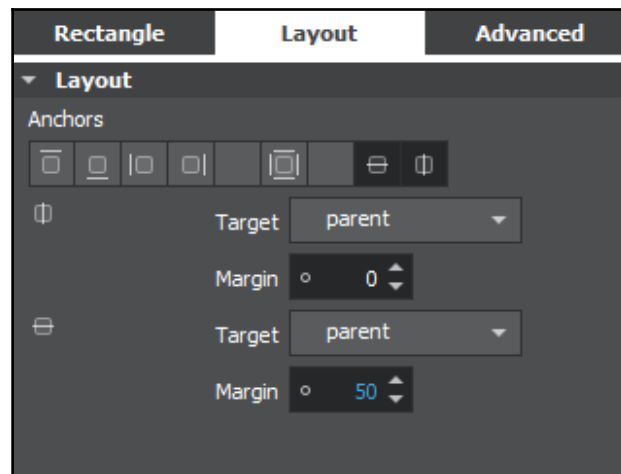 Rectangle Layout Advanced
Layout
Anchors
Target parent
Margin 0
Target parent
Margin 50